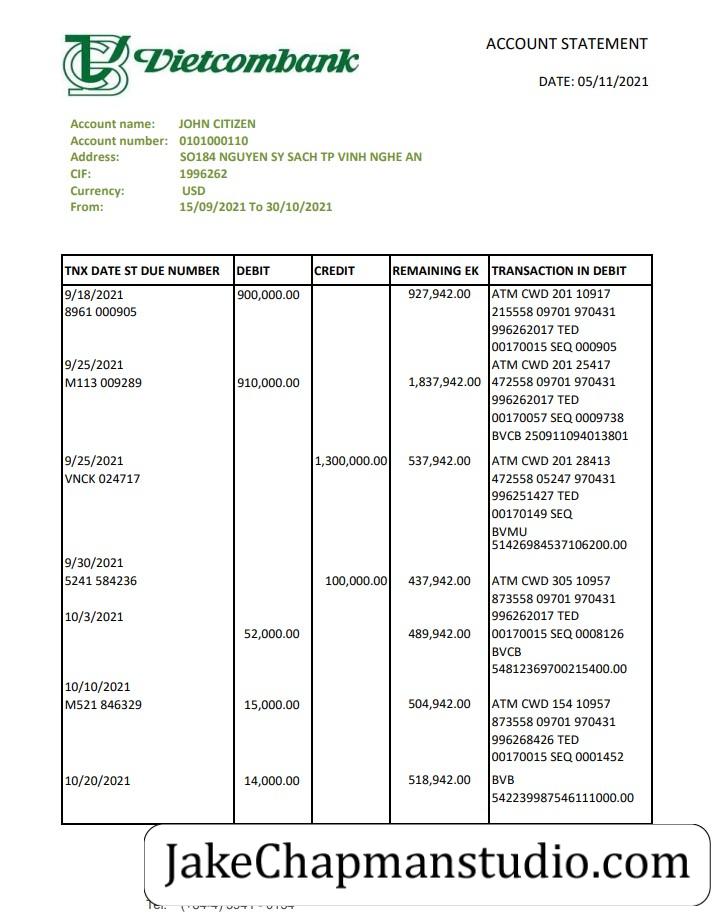 Vietcombank
ACCOUNT STATEMENT
DATE: 05/11/2021
Account name: JOHN CITIZEN
Account number: 0101000110
Address: SO184 NGUYEN SY SACH TP VINH NGHE AN
CIF: 1996262
Currency: USD
From: 15/09/2021 To 30/10/2021
TNX DATE ST DUE NUMBER DEBIT CREDIT REMAINING EK TRANSACTION IN DEBIT
9/18/2021 900,000.00 927,942.00 ATM CWD 201 10917
8961 000905 215558 09701 970431
996262017 TED
00170015 SEQ 000905
9/25/2021 ATM CWD 201 25417
M113 009289 910,000.00 1,837,942.00 472558 09701 970431
996262017 TED
00170057 SEQ 0009738
BVCB 250911094013801
9/25/2021 1,300,000.00 537,942.00 ATM CWD 201 28413
VNCK 024717 472558 05247 970431
996251427 TED
00170149 SEQ
BVMU
51426984537106200.00
9/30/2021
5241 584236 100,000.00 437,942.00 ATM CWD 305 10957
873558 09701 970431
10/3/2021 996262017 TED
52,000.00 489,942.00 00170015 SEQ 0008126
BVCB
54812369700215400.00
10/10/2021
M521 846329 15,000.00 504,942.00 ATM CWD 154 10957
873558 09701 970431
996268426 TED
00170015 SEQ 0001452
10/20/2021 14,000.00 518,942.00 BVB
542239987546111000.00
JakeChapmanstudio.com